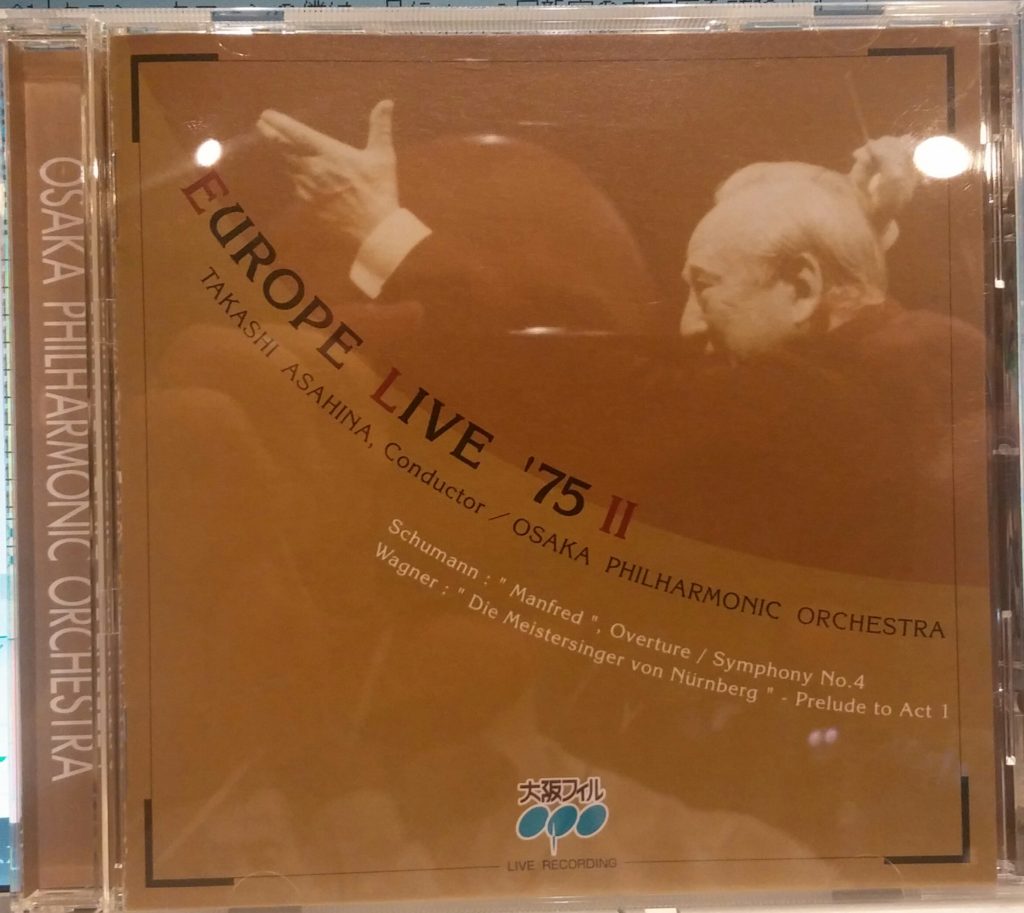 OSAKA PHILHARMONIC ORCHESTRA
EUROPE LIVE '75 II
TAKASHI ASAHINA, Conductor / OSAKA PHILHARMONIC ORCHESTRA
Schumann : " Manfred ", Overture / Symphony No.4
Wagner : " Die Meistersinger von Nürnberg " - Prelude to Act 1
大阪フィル
LIVE RECORDING